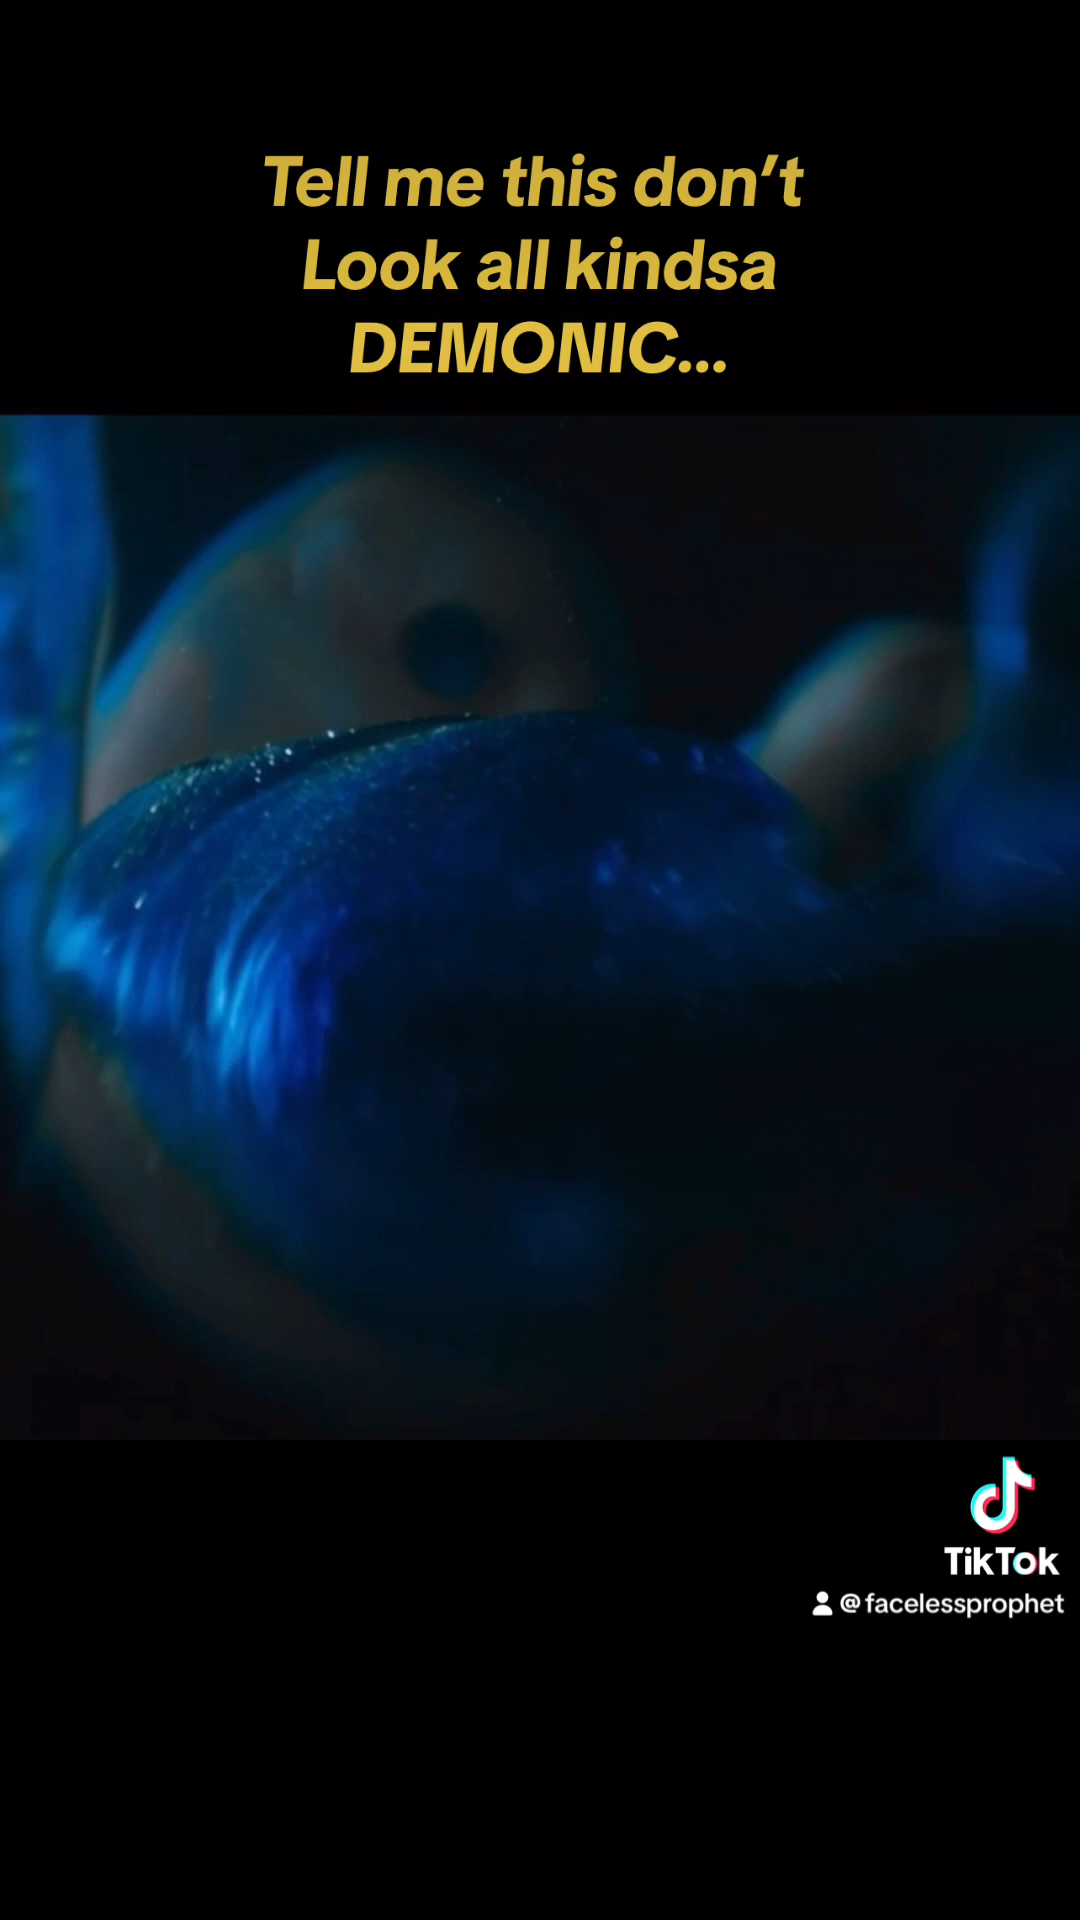 Tell me this don’t
Look all kindsa
DEMONIC...
TikTok
@facelessprophet